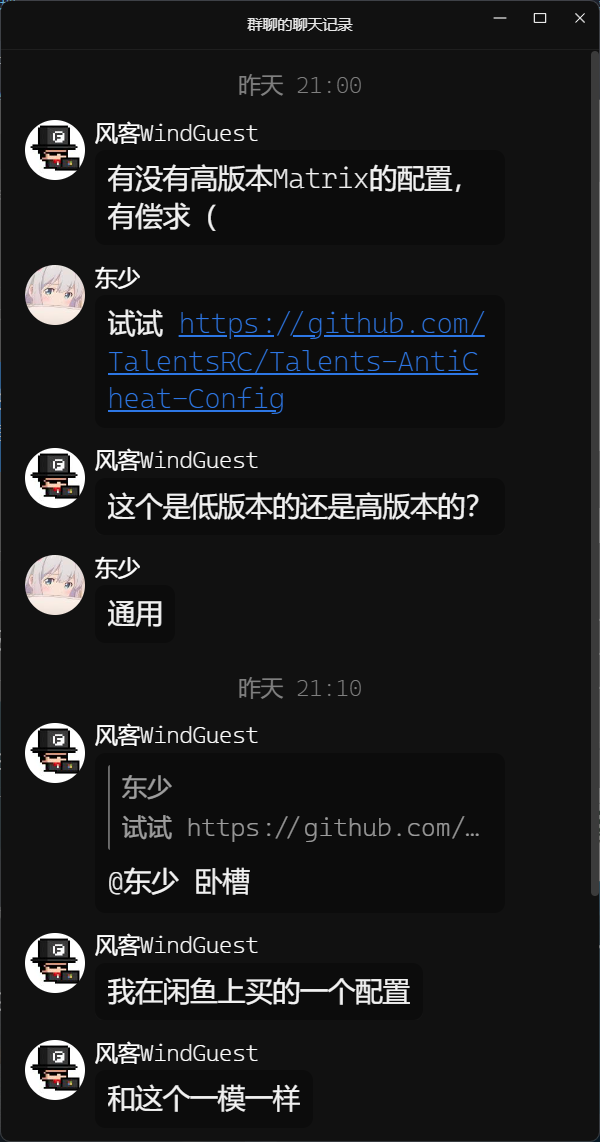 群聊的聊天记录
昨天 21:00
风客WindGuest
有没有高版本Matrix的配置，
有偿求（
东少
试试 https://github.com/
TalentsRC/Talents-AntiC
heat-Config
风客WindGuest
这个是低版本的还是高版本的？
东少
通用
昨天 21:10
风客WindGuest
东少
试试 https://github.com/…
@东少 卧槽
风客WindGuest
我在闲鱼上买的一个配置
风客WindGuest
和这个一模一样